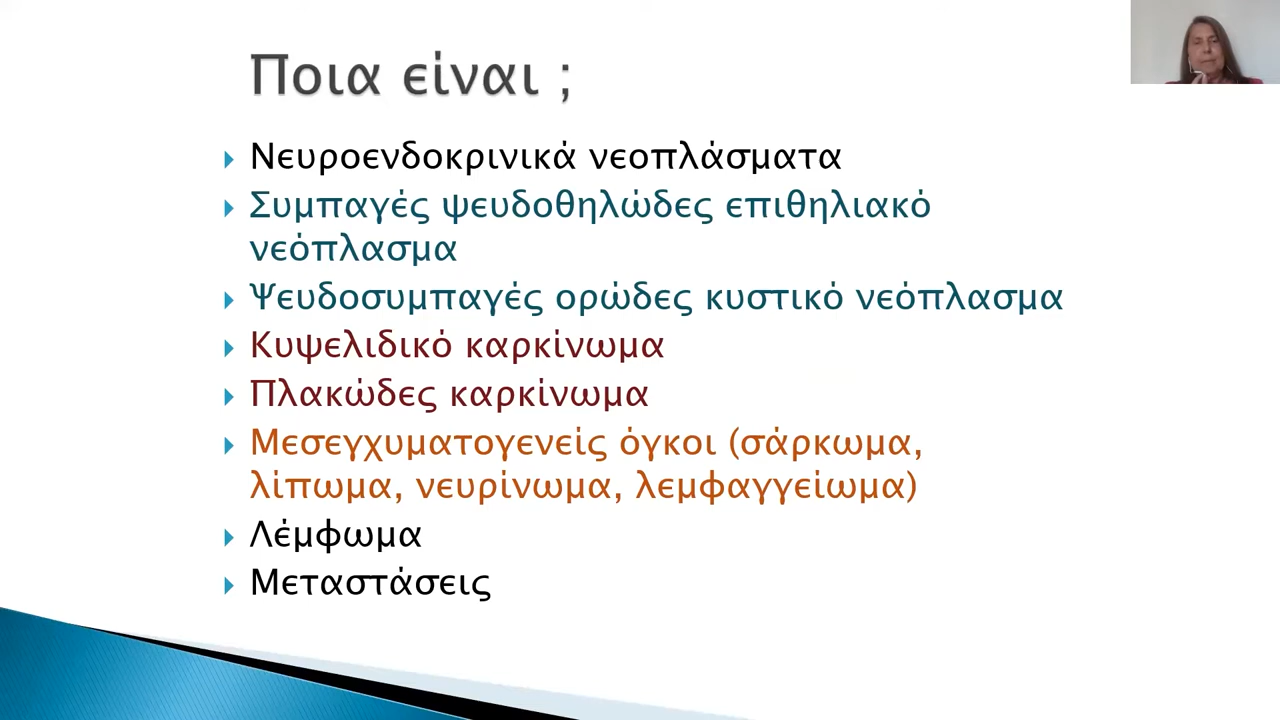 Ποια είναι ;
Νευροενδοκρινικά νεοπλάσματα
Συμπαγές ψευδοθηλώδες επιθηλιακό
νεόπλασμα
Ψευδοσυμπαγές ορώδες κυστικό νεόπλασμα
Κυψελιδικό καρκίνωμα
Πλακώδες καρκίνωμα
Μεσεγχυματογενείς όγκοι (σάρκωμα,
λίπωμα, νευρίνωμα, λεμφαγγείωμα)
Λέμφωμα
Μεταστάσεις